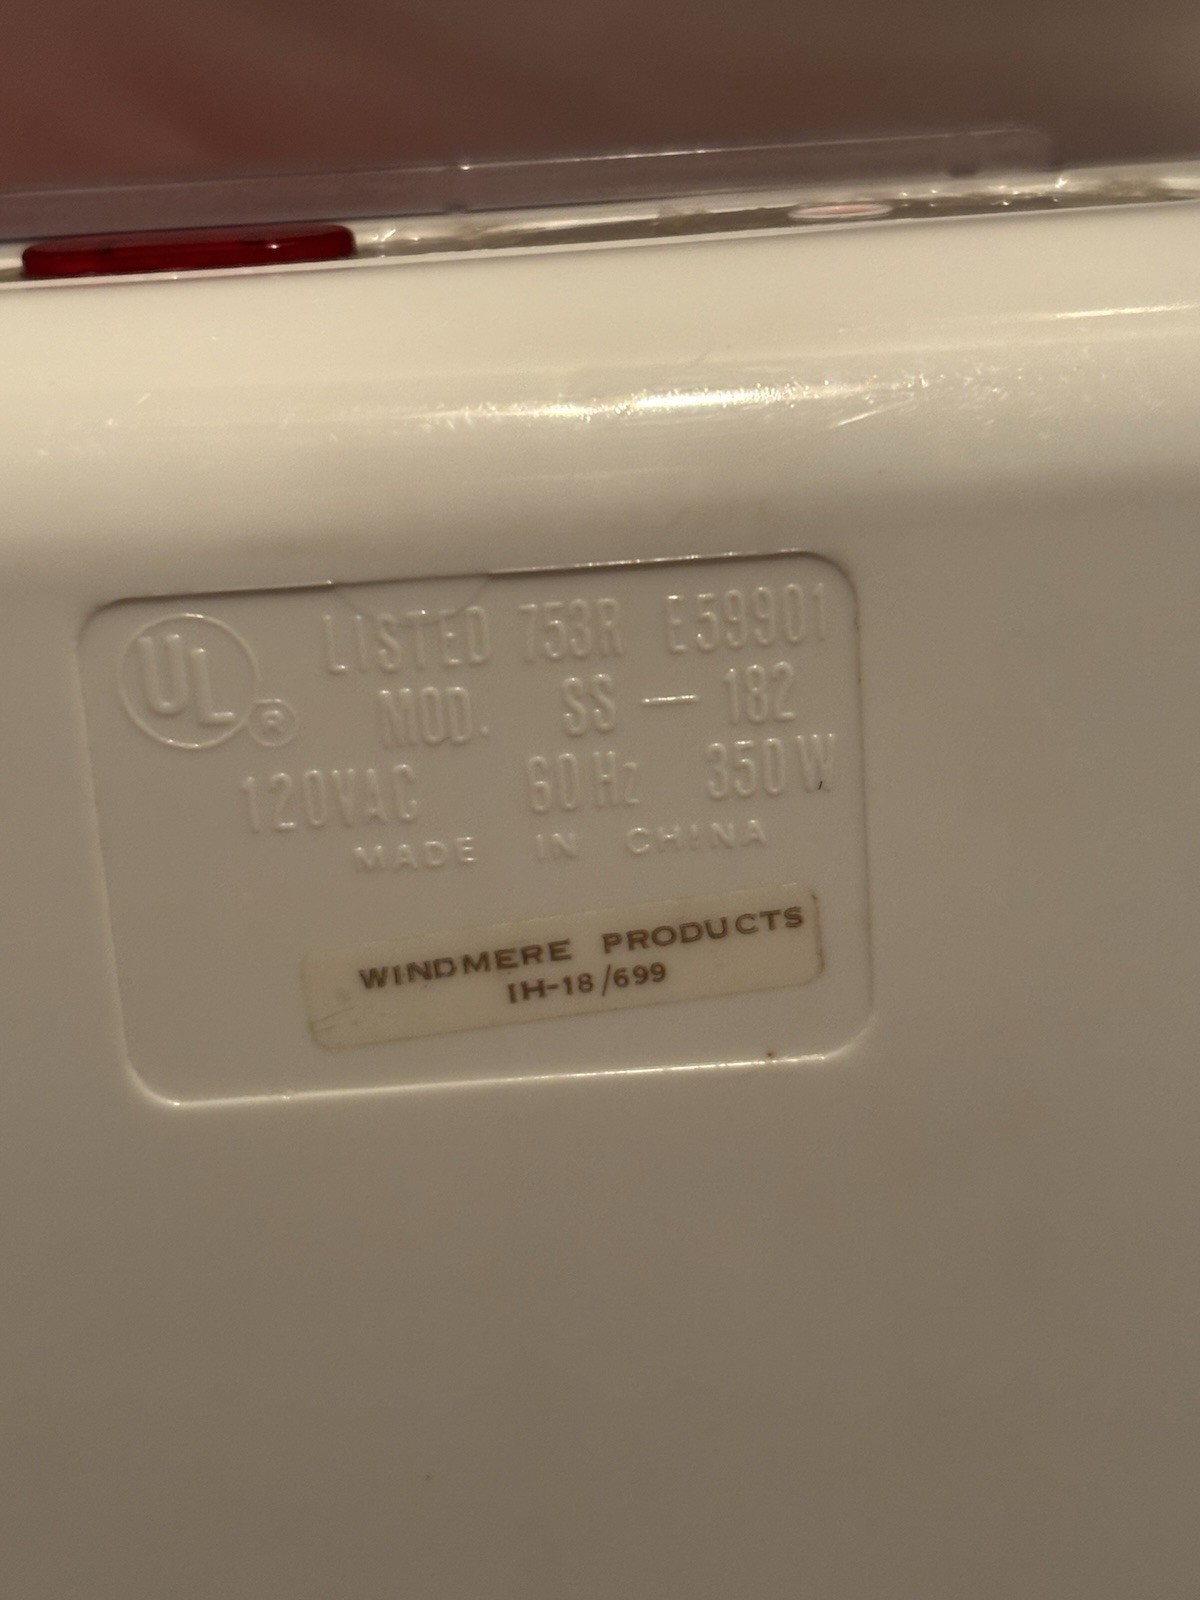 UL® LISTED 753R E59901
MOD. SS — 182
120VAC 60Hz 350W
MADE IN CHINA
WINDMERE PRODUCTS
IH-18/699